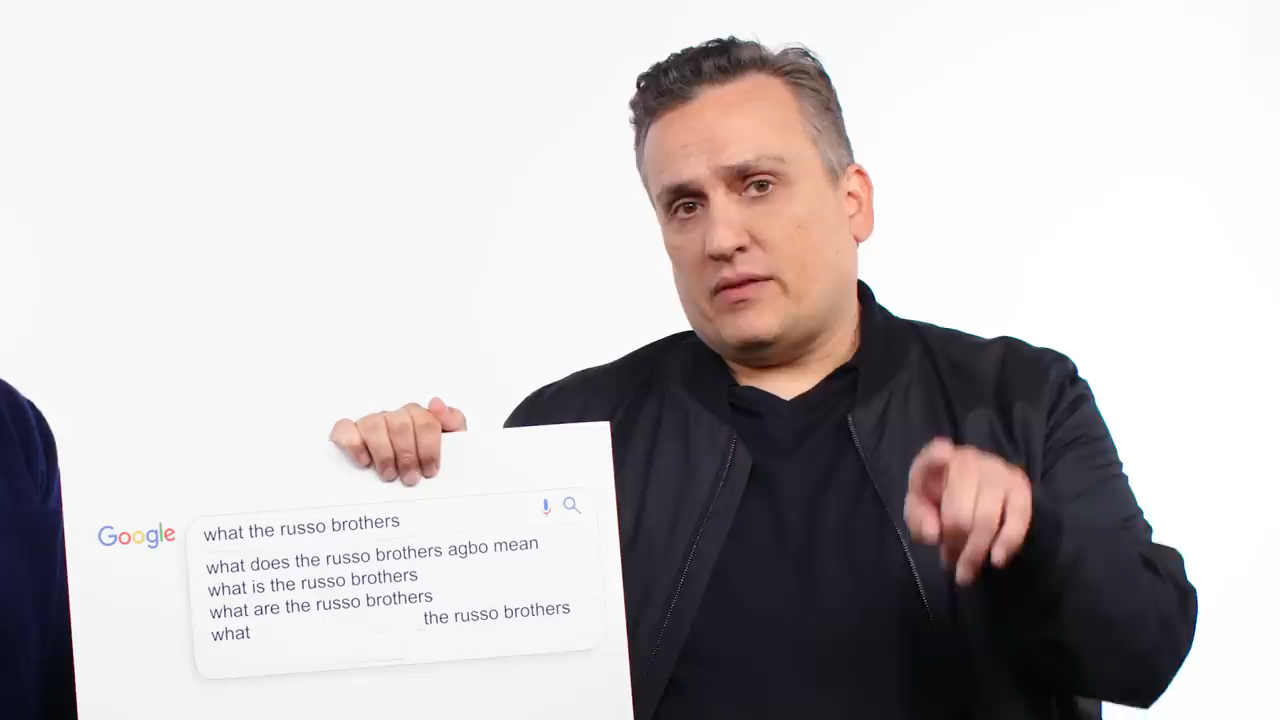 Google
what the russo brothers
what does the russo brothers agbo mean
what is the russo brothers
what are the russo brothers
what the russo brothers